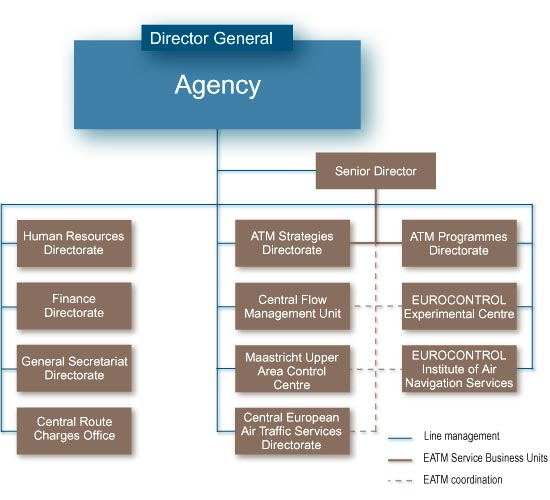 Director General
Agency
Senior Director
Human Resources
Directorate
ATM Strategies
Directorate
ATM Programmes
Directorate
Finance
Directorate
Central Flow
Management Unit
EUROCONTROL
Experimental Centre
General Secretariat
Directorate
Maastricht Upper
Area Control
Centre
EUROCONTROL
Institute of Air
Navigation Services
Central Route
Charges Office
Central European
Air Traffic Services
Directorate
Line management
EATM Service Business Units
EATM coordination